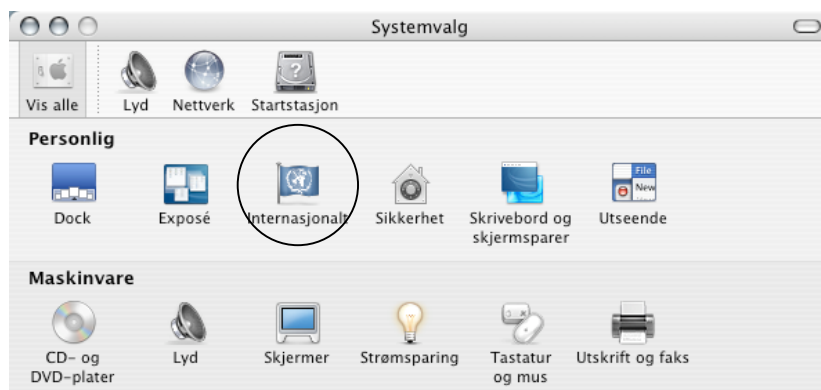 Systemvalg
Vis alle
Lyd
Nettverk
Startstasjon
Personlig
Dock
Exposé
Internasjonalt
Sikkerhet
Skrivebord og
skjermsparer
Utseende
File
New
Maskinvare
CD- og
DVD-plater
Lyd
Skjermer
Strømsparing
Tastatur
og mus
Utskrift og faks